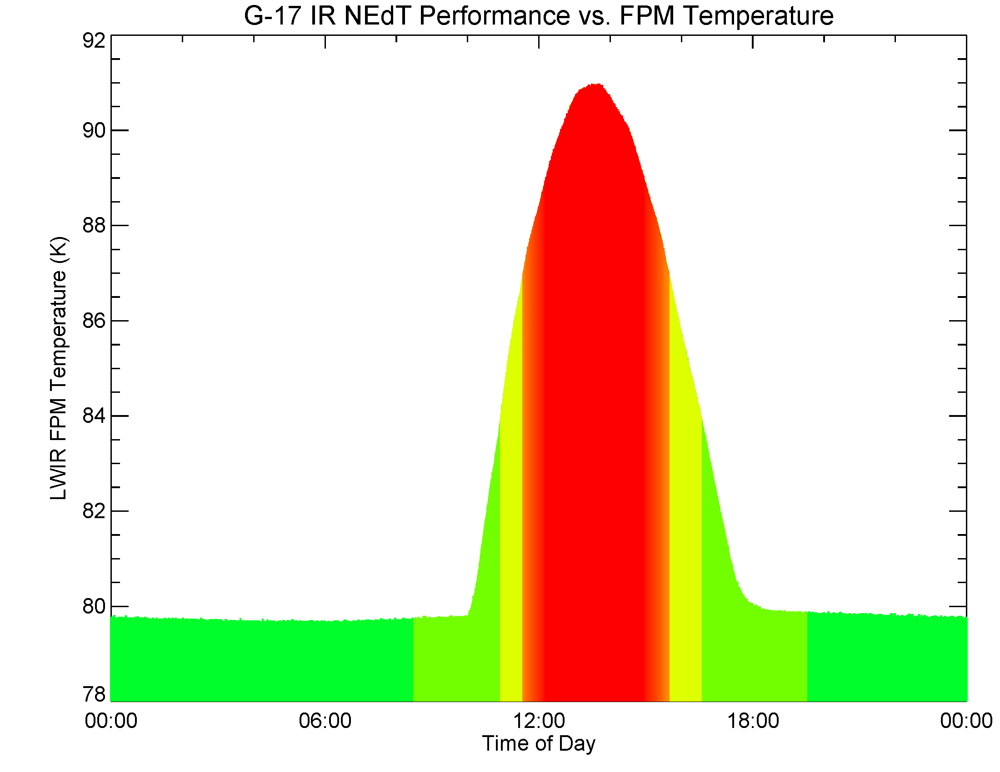 G-17 IR NEdT Performance vs. FPM Temperature
92
90
88
86
84
82
80
78
LWIR FPM Temperature (K)
00:00 06:00 12:00 18:00 00:00
Time of Day